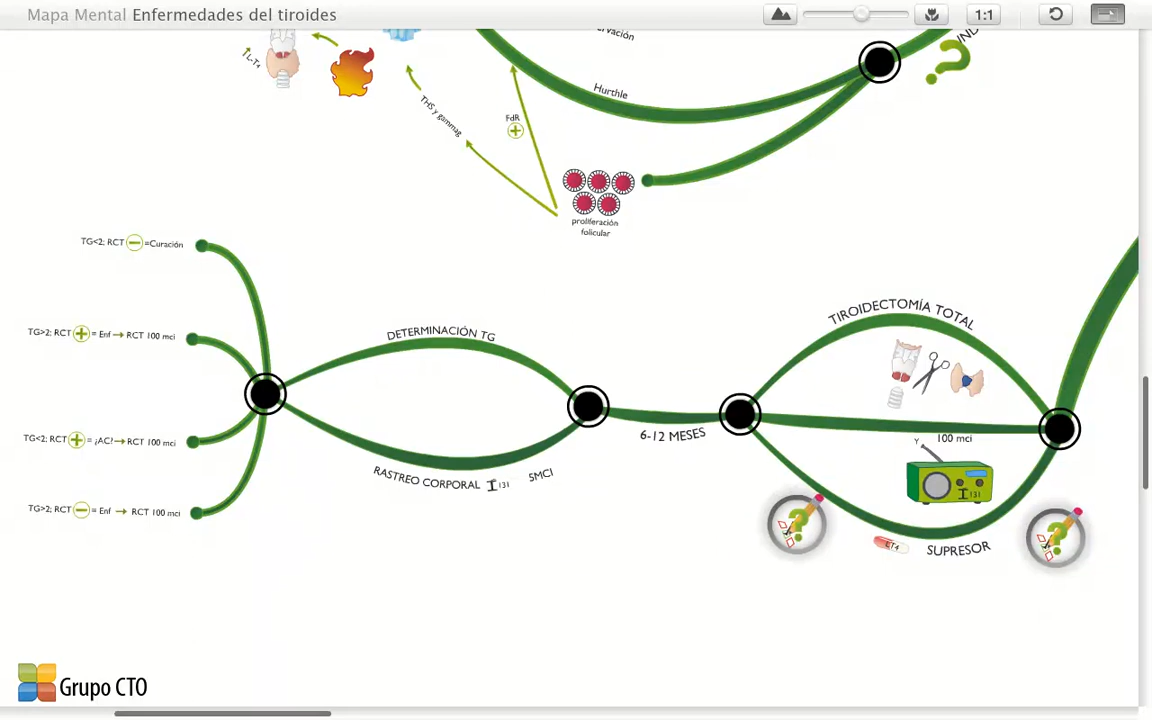 Mapa Mental Enfermedades del tiroides
1:1
L-T4
Hurthle
THS y gammag
FdR
proliferación
folicular
TG<2: RCT − =Curación
TG>2: RCT + = Enf → RCT 100 mci
TG<2: RCT + = ¡AC? → RCT 100 mci
TG>2: RCT − = Enf → RCT 100 mci
DETERMINACIÓN TG
RASTREO CORPORAL I131 5MCI
6-12 MESES
TIROIDECTOMÍA TOTAL
100 mci
Y
I131
LT4
SUPRESOR
Grupo CTO